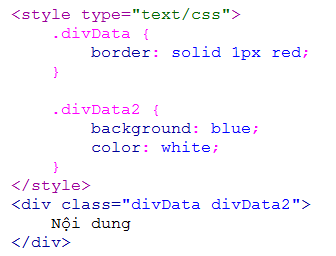 <style type="text/css">
    .divData {
        border: solid 1px red;
    }

    .divData2 {
        background: blue;
        color: white;
    }
</style>
<div class="divData divData2">
    Nội dung
</div>